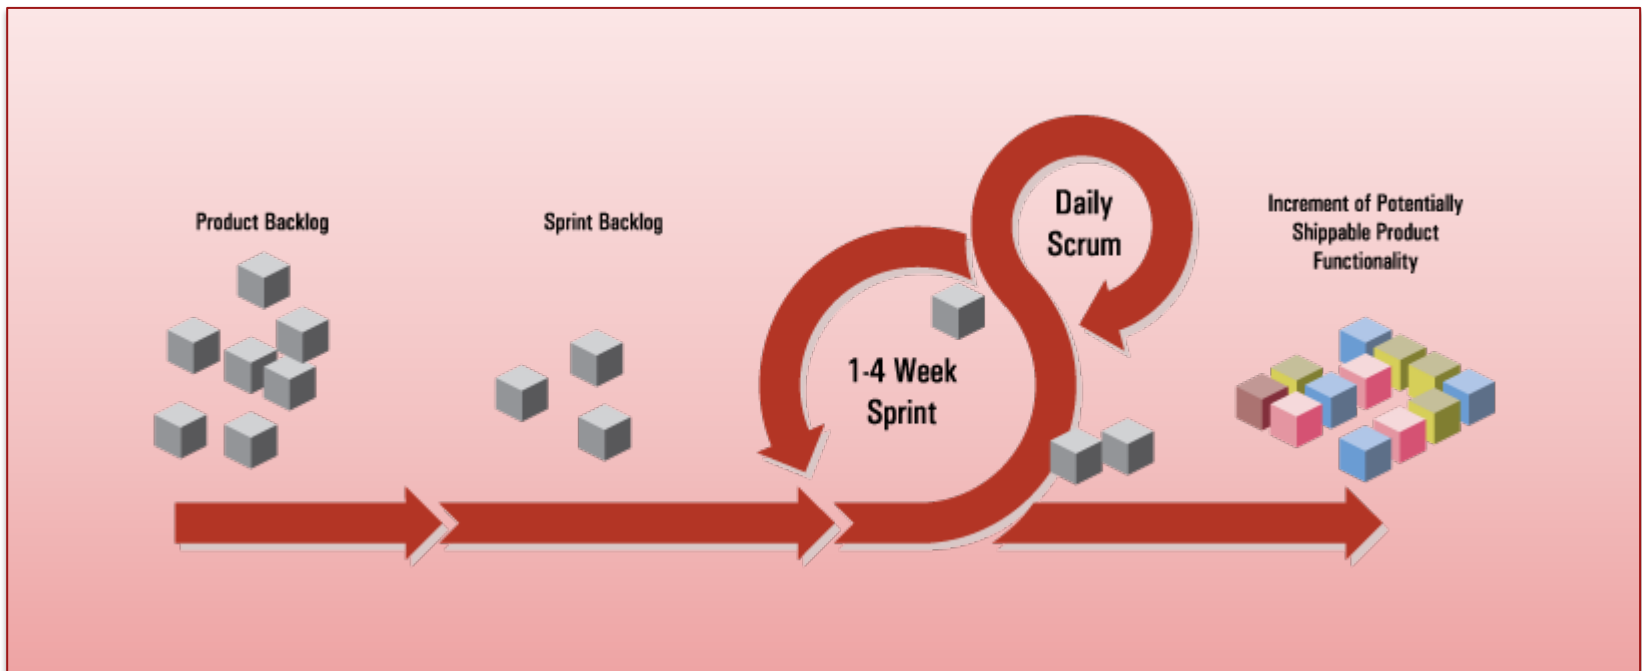 Product Backlog
Sprint Backlog
1-4 Week
Sprint
Daily
Scrum
Increment of Potentially
Shippable Product
Functionality